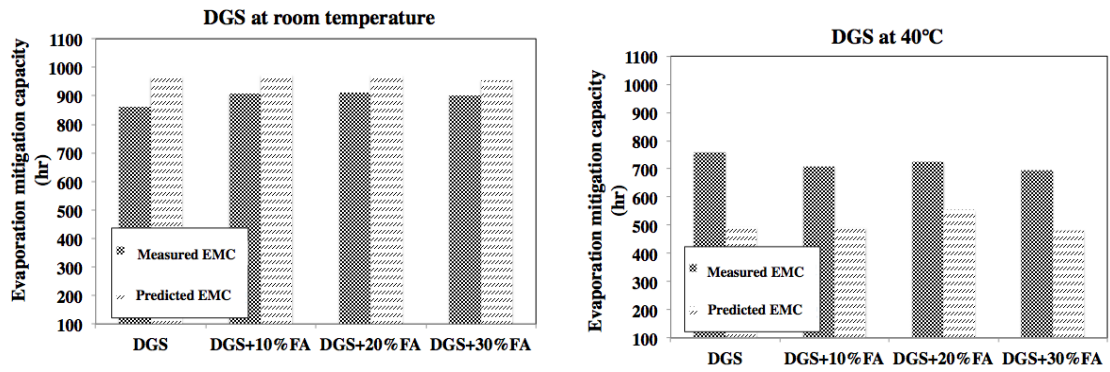 DGS at room temperature
Evaporation mitigation capacity
(hr)
1100
1000
900
800
700
600
500
400
300
200
100
Measured EMC
Predicted EMC
DGS
DGS+10%FA
DGS+20%FA
DGS+30%FA
DGS at 40°C
Evaporation mitigation capacity
(hr)
1100
1000
900
800
700
600
500
400
300
200
100
Measured EMC
Predicted EMC
DGS
DGS+10%FA
DGS+20%FA
DGS+30%FA